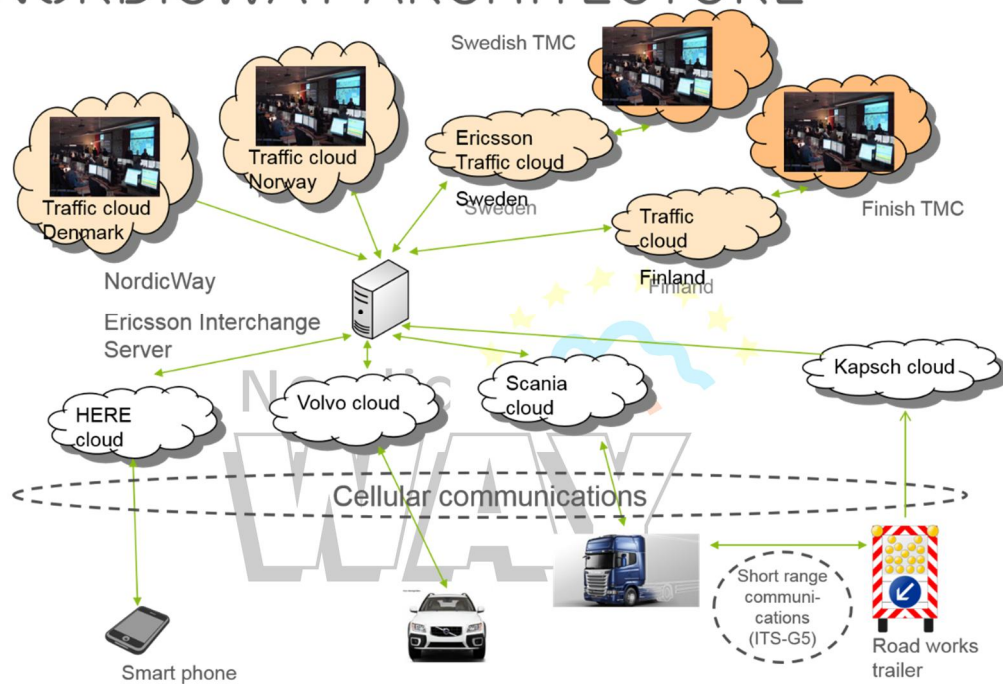 NORDICWAY ARCHITECTURE
Swedish TMC
Traffic cloud
Norway
Ericsson
Traffic cloud
Sweden
Sweden
Traffic cloud
Denmark
Traffic
cloud
Finland
Finland
Finish TMC
NordicWay
Ericsson Interchange
Server
Nordic
WAY
HERE
cloud
Volvo cloud
Scania
cloud
Kapsch cloud
Cellular communications
Short range
communi-
cations
(ITS-G5)
Smart phone
Road works
trailer